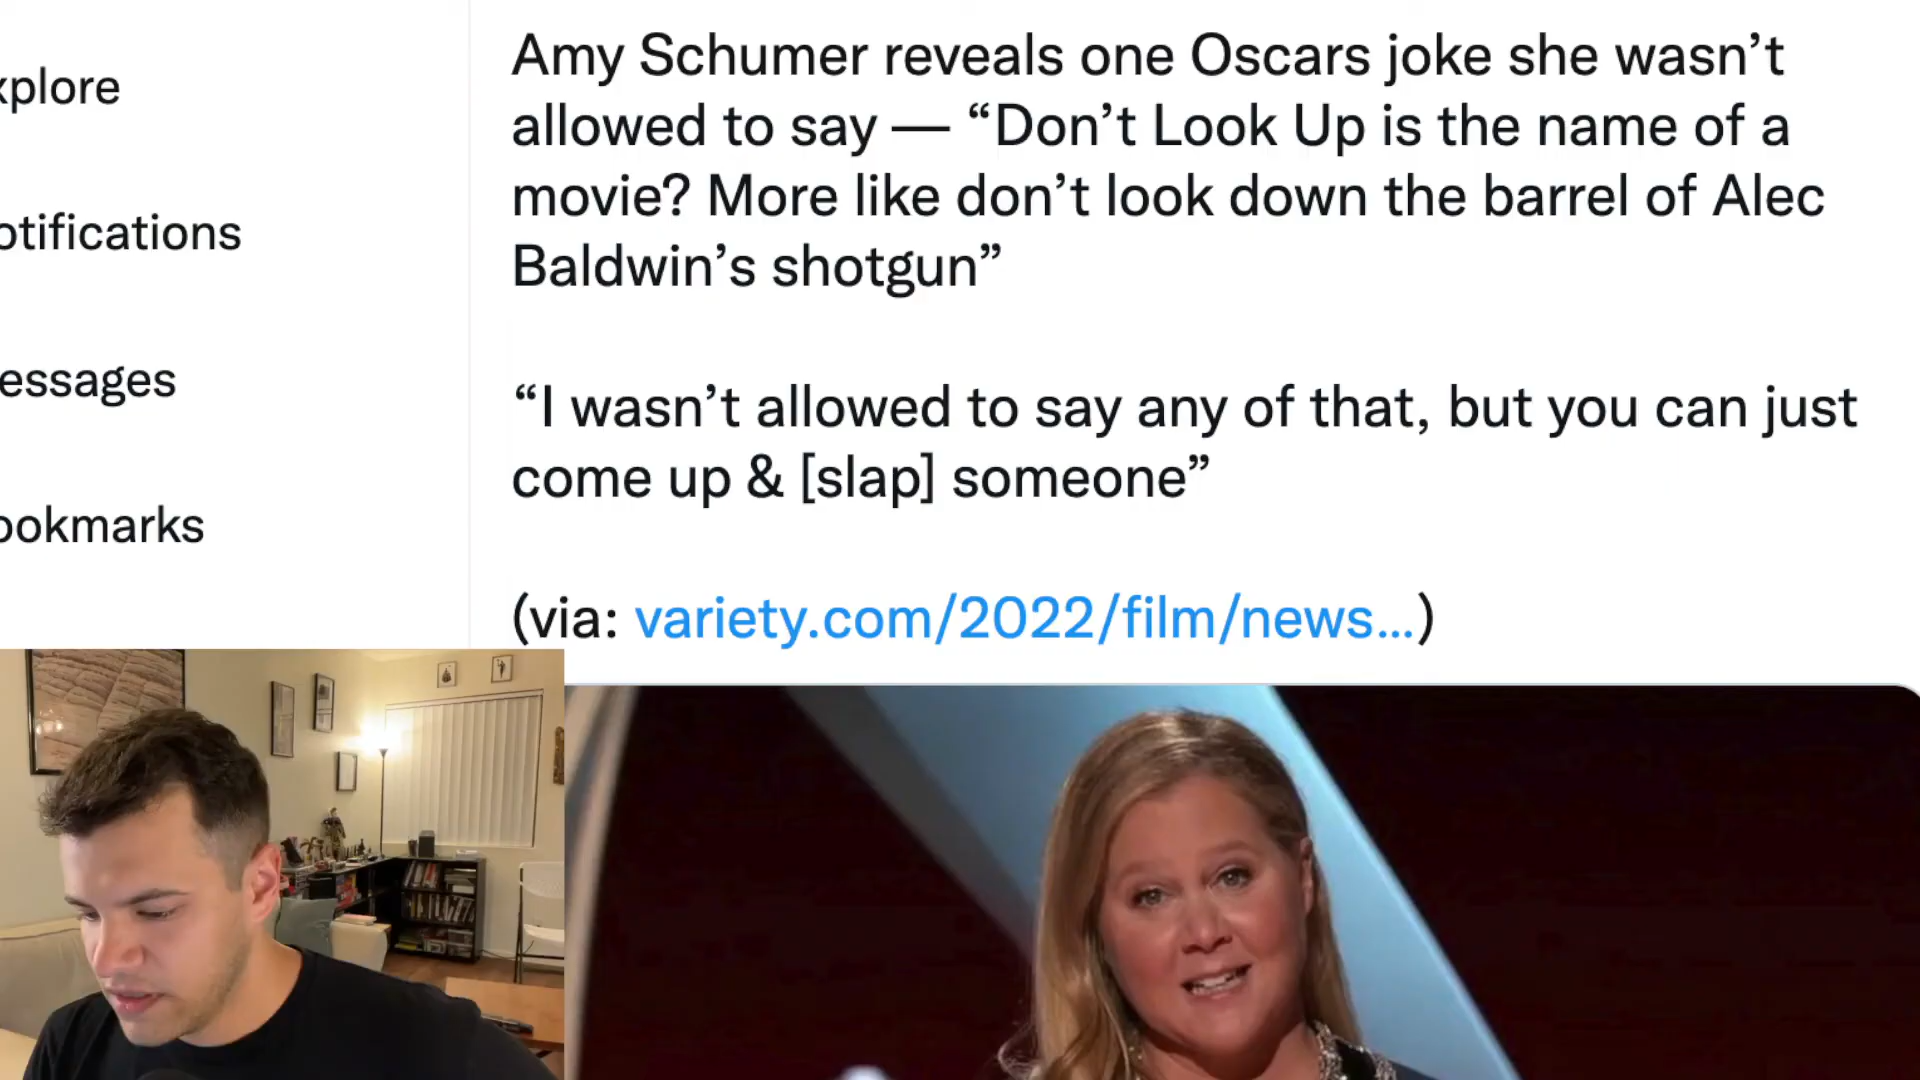 xplore
otifications
essages
ookmarks
Amy Schumer reveals one Oscars joke she wasn’t
allowed to say — “Don’t Look Up is the name of a
movie? More like don’t look down the barrel of Alec
Baldwin’s shotgun”
“I wasn’t allowed to say any of that, but you can just
come up & [slap] someone”
(via: variety.com/2022/film/news...)